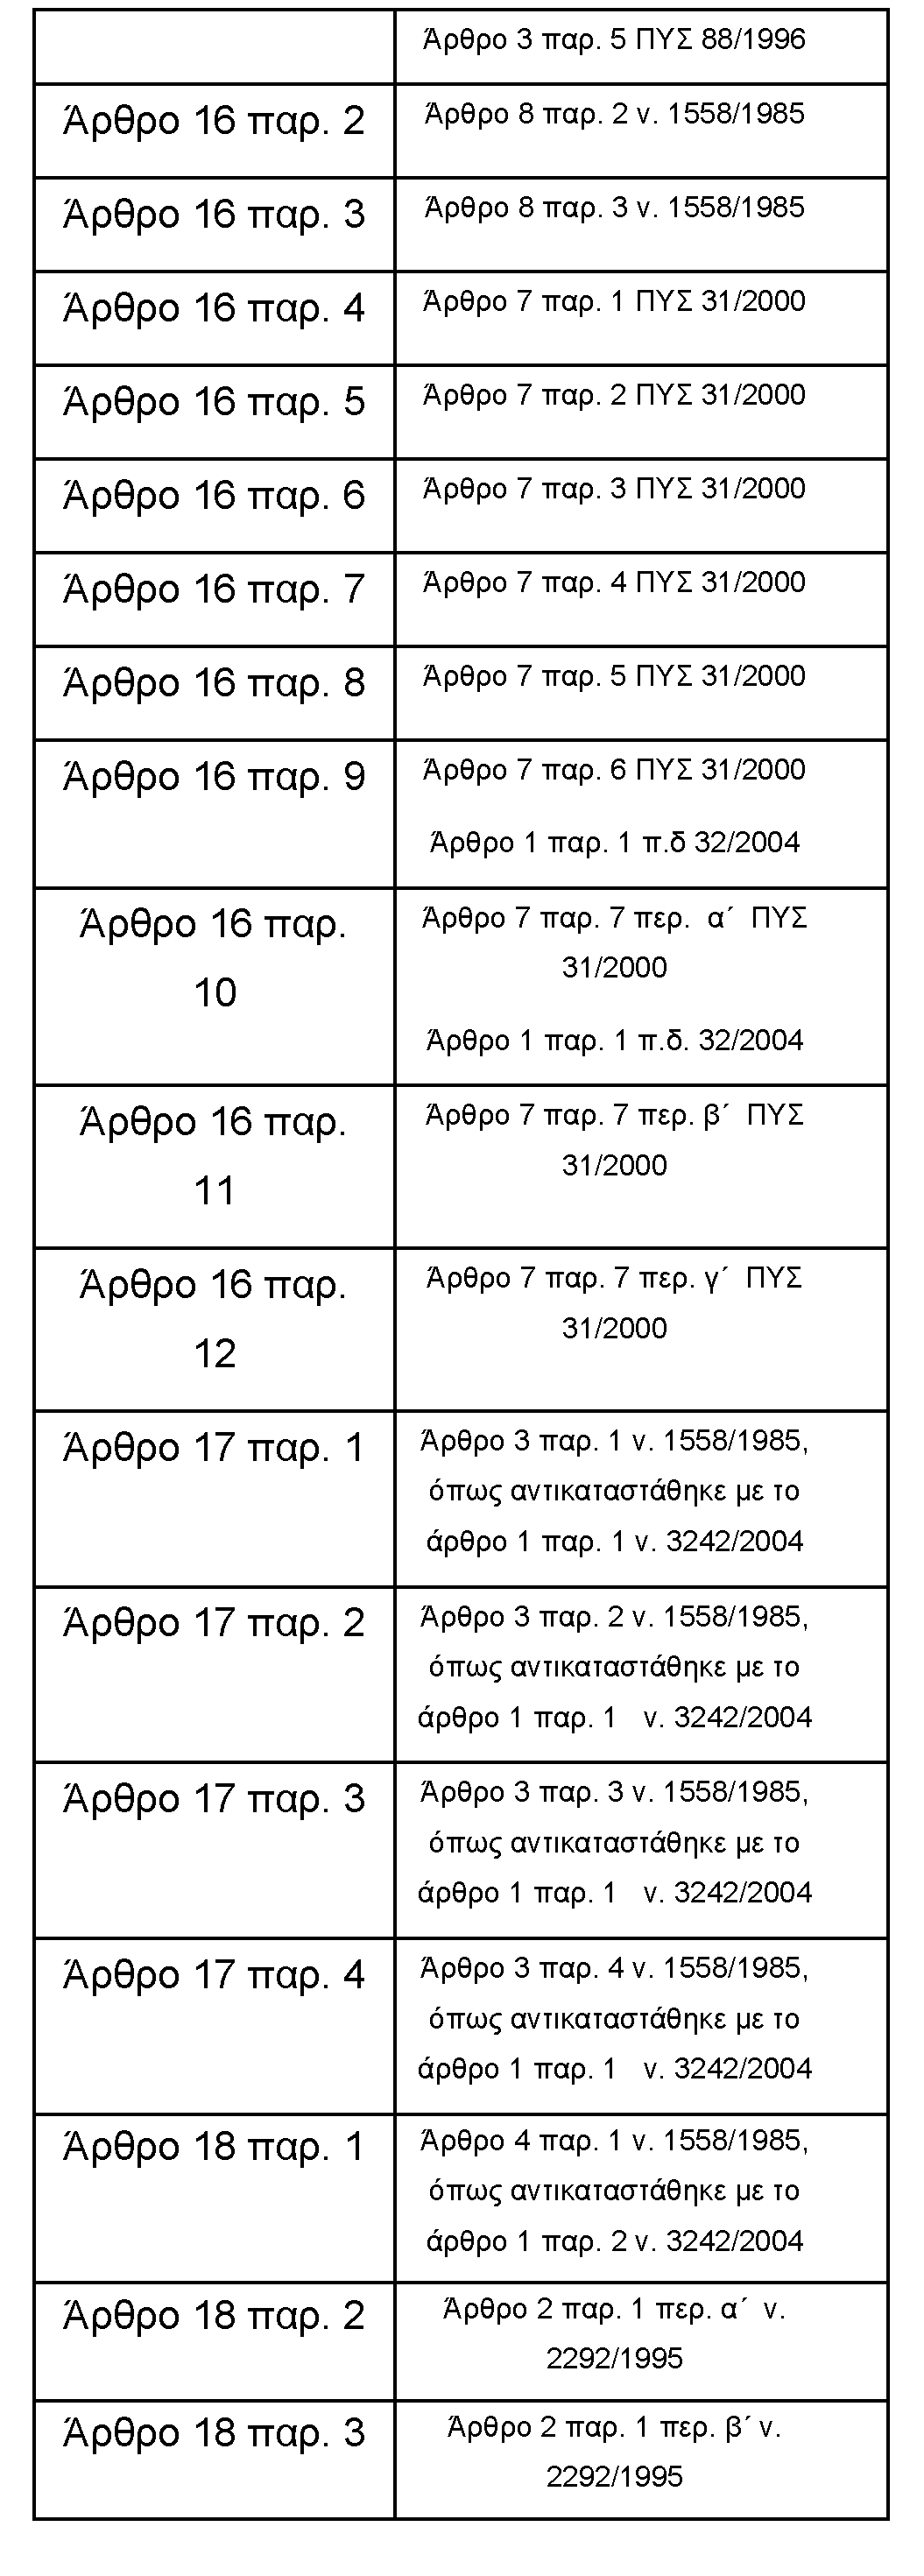 Άρθρο 3 παρ. 5 ΠΥΣ 88/1996
Άρθρο 16 παρ. 2
Άρθρο 8 παρ. 2 ν. 1558/1985
Άρθρο 16 παρ. 3
Άρθρο 8 παρ. 3 ν. 1558/1985
Άρθρο 16 παρ. 4
Άρθρο 7 παρ. 1 ΠΥΣ 31/2000
Άρθρο 16 παρ. 5
Άρθρο 7 παρ. 2 ΠΥΣ 31/2000
Άρθρο 16 παρ. 6
Άρθρο 7 παρ. 3 ΠΥΣ 31/2000
Άρθρο 16 παρ. 7
Άρθρο 7 παρ. 4 ΠΥΣ 31/2000
Άρθρο 16 παρ. 8
Άρθρο 7 παρ. 5 ΠΥΣ 31/2000
Άρθρο 16 παρ. 9
Άρθρο 7 παρ. 6 ΠΥΣ 31/2000
Άρθρο 1 παρ. 1 π.δ 32/2004
Άρθρο 16 παρ.
10
Άρθρο 7 παρ. 7 περ. α΄ ΠΥΣ
31/2000
Άρθρο 1 παρ. 1 π.δ. 32/2004
Άρθρο 16 παρ.
11
Άρθρο 7 παρ. 7 περ. β΄ ΠΥΣ
31/2000
Άρθρο 16 παρ.
12
Άρθρο 7 παρ. 7 περ. γ΄ ΠΥΣ
31/2000
Άρθρο 17 παρ. 1
Άρθρο 3 παρ. 1 ν. 1558/1985,
όπως αντικαταστάθηκε με το
άρθρο 1 παρ. 1 ν. 3242/2004
Άρθρο 17 παρ. 2
Άρθρο 3 παρ. 2 ν. 1558/1985,
όπως αντικαταστάθηκε με το
άρθρο 1 παρ. 1 ν. 3242/2004
Άρθρο 17 παρ. 3
Άρθρο 3 παρ. 3 ν. 1558/1985,
όπως αντικαταστάθηκε με το
άρθρο 1 παρ. 1 ν. 3242/2004
Άρθρο 17 παρ. 4
Άρθρο 3 παρ. 4 ν. 1558/1985,
όπως αντικαταστάθηκε με το
άρθρο 1 παρ. 1 ν. 3242/2004
Άρθρο 18 παρ. 1
Άρθρο 4 παρ. 1 ν. 1558/1985,
όπως αντικαταστάθηκε με το
άρθρο 1 παρ. 2 ν. 3242/2004
Άρθρο 18 παρ. 2
Άρθρο 2 παρ. 1 περ. α΄ ν.
2292/1995
Άρθρο 18 παρ. 3
Άρθρο 2 παρ. 1 περ. β΄ ν.
2292/1995